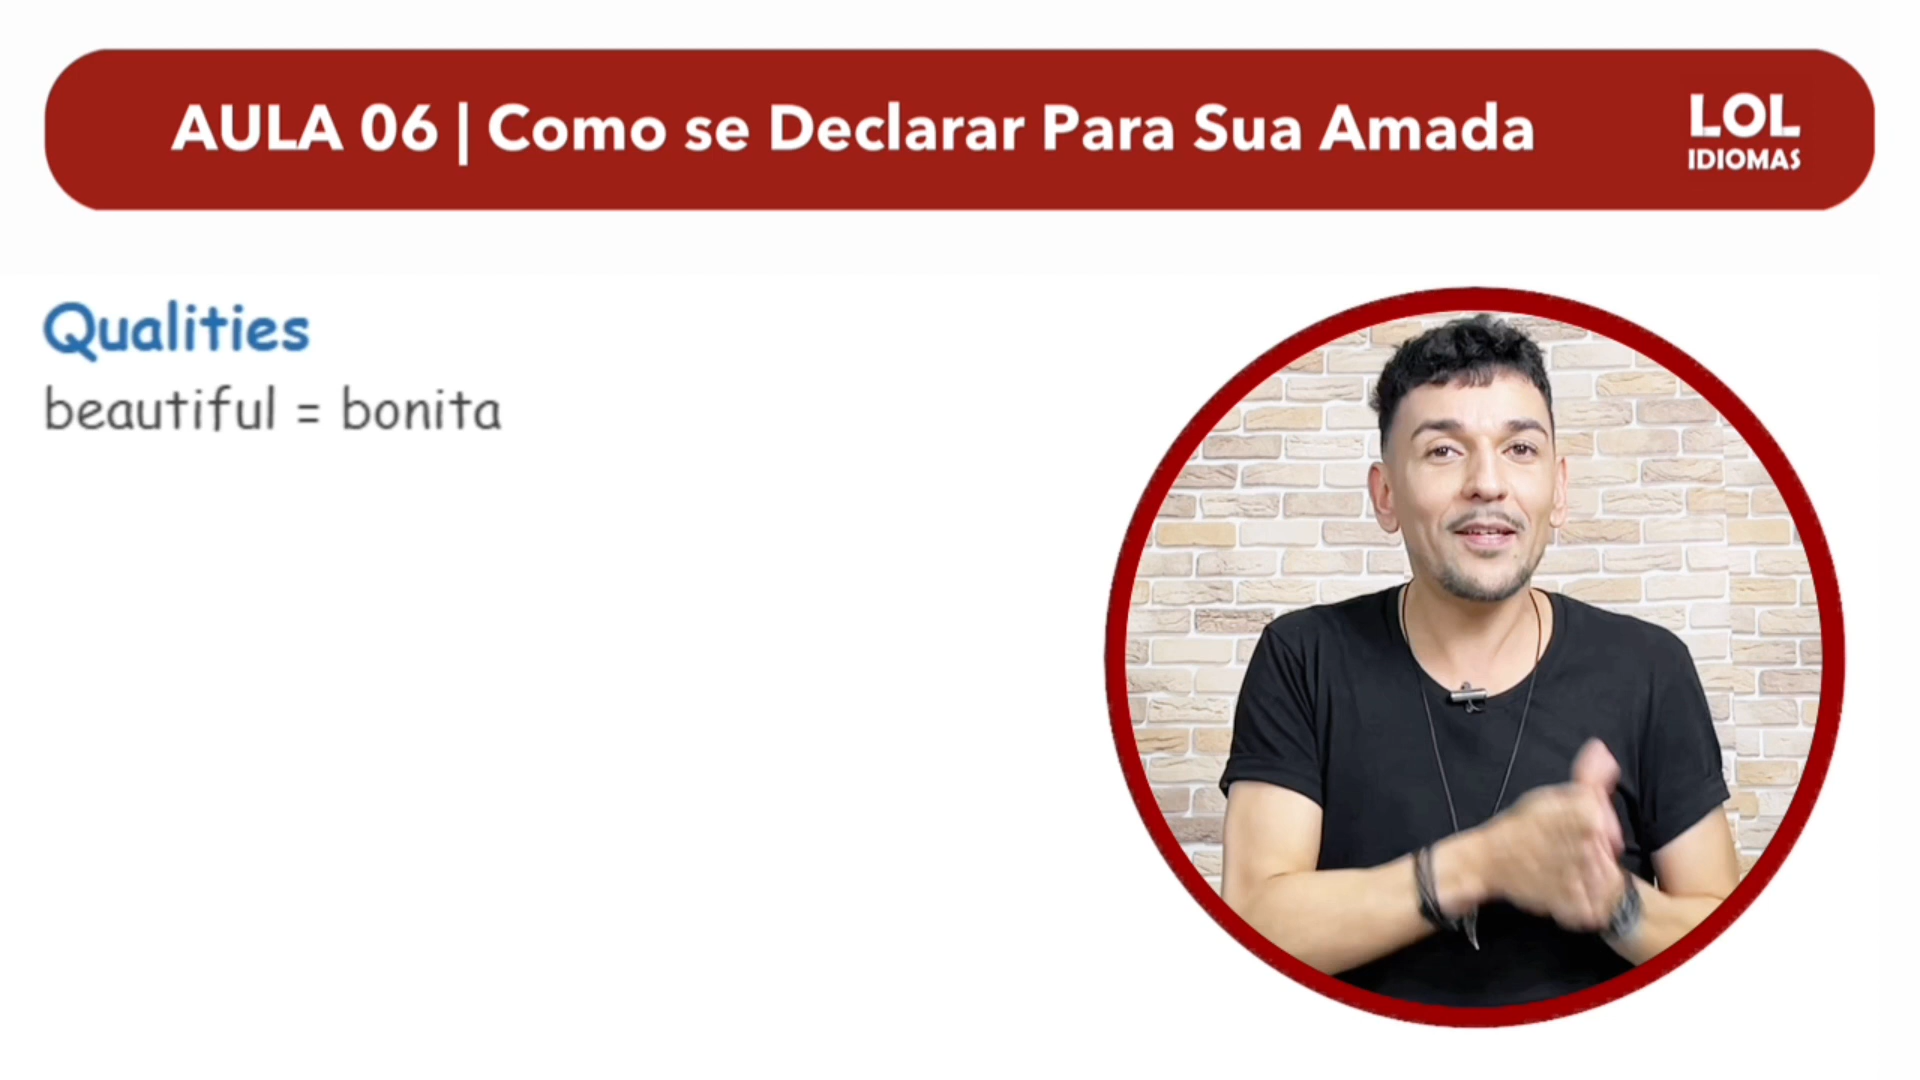 AULA 06 | Como se Declarar Para Sua Amada
LOL
IDIOMAS
Qualities
beautiful = bonita